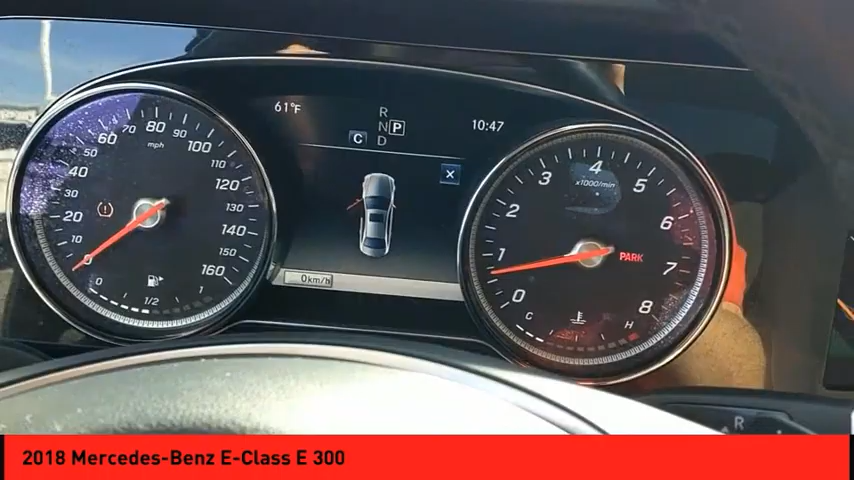 61°F
R
N P
D
C
10:47
mph
0 10 20 30 40 50 60 70 80 90 100 110 120 130 140 150 160
1/2
0km/h
x1000/min
0 1 2 3 4 5 6 7 8
PARK
C H
R
2018 Mercedes-Benz E-Class E 300